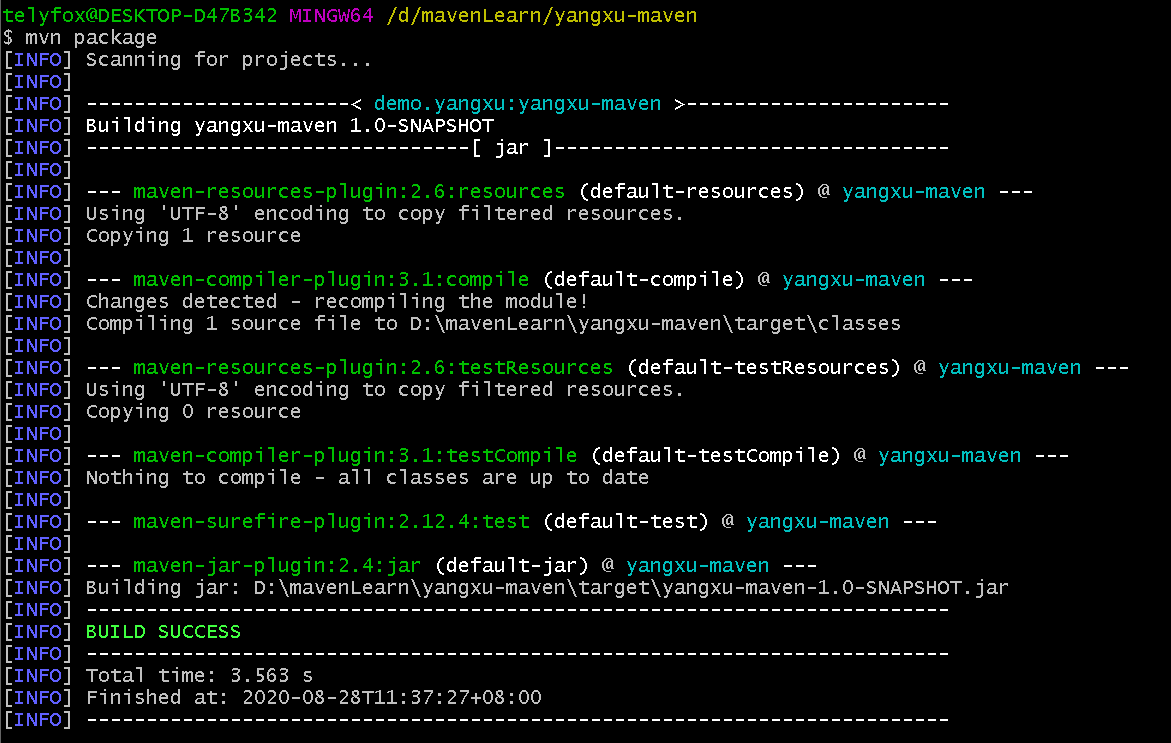 telyfox@DESKTOP-D47B342 MINGW64 /d/mavenLearn/yangxu-maven
$ mvn package
[INFO] Scanning for projects...
[INFO]
[INFO] ----------------------< demo.yangxu:yangxu-maven >----------------------
[INFO] Building yangxu-maven 1.0-SNAPSHOT
[INFO] --------------------------------[ jar ]---------------------------------
[INFO]
[INFO] --- maven-resources-plugin:2.6:resources (default-resources) @ yangxu-maven ---
[INFO] Using 'UTF-8' encoding to copy filtered resources.
[INFO] Copying 1 resource
[INFO]
[INFO] --- maven-compiler-plugin:3.1:compile (default-compile) @ yangxu-maven ---
[INFO] Changes detected - recompiling the module!
[INFO] Compiling 1 source file to D:\mavenLearn\yangxu-maven\target\classes
[INFO]
[INFO] --- maven-resources-plugin:2.6:testResources (default-testResources) @ yangxu-maven ---
[INFO] Using 'UTF-8' encoding to copy filtered resources.
[INFO] Copying 0 resource
[INFO]
[INFO] --- maven-compiler-plugin:3.1:testCompile (default-testCompile) @ yangxu-maven ---
[INFO] Nothing to compile - all classes are up to date
[INFO]
[INFO] --- maven-surefire-plugin:2.12.4:test (default-test) @ yangxu-maven ---
[INFO]
[INFO] --- maven-jar-plugin:2.4:jar (default-jar) @ yangxu-maven ---
[INFO] Building jar: D:\mavenLearn\yangxu-maven\target\yangxu-maven-1.0-SNAPSHOT.jar
[INFO] ------------------------------------------------------------------------
[INFO] BUILD SUCCESS
[INFO] ------------------------------------------------------------------------
[INFO] Total time: 3.563 s
[INFO] Finished at: 2020-08-28T11:37:27+08:00
[INFO] ------------------------------------------------------------------------